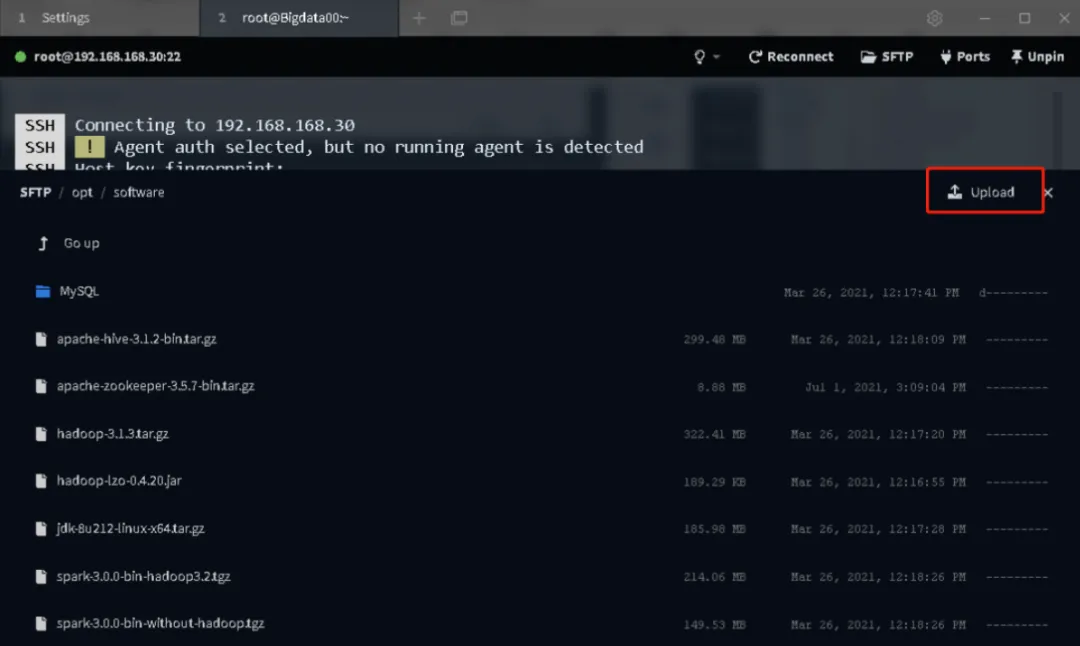 1 Settings 2 root@Bigdata00:~
root@192.168.168.30:22 Reconnect SFTP Ports Unpin
SSH Connecting to 192.168.168.30
SSH ! Agent auth selected, but no running agent is detected
SSH Host key fingerprint:
SFTP / opt / software Upload ×
Go up
MySQL Mar 26, 2021, 12:17:41 PM d---------
apache-hive-3.1.2-bin.tar.gz 299.48 MB Mar 26, 2021, 12:18:09 PM ---------
apache-zookeeper-3.5.7-bin.tar.gz 8.88 MB Jul 1, 2021, 3:09:04 PM ---------
hadoop-3.1.3.tar.gz 322.41 MB Mar 26, 2021, 12:17:20 PM ---------
hadoop-lzo-0.4.20.jar 189.29 KB Mar 26, 2021, 12:16:55 PM ---------
jdk-8u212-linux-x64.tar.gz 185.98 MB Mar 26, 2021, 12:17:28 PM ---------
spark-3.0.0-bin-hadoop3.2.tgz 214.06 MB Mar 26, 2021, 12:18:26 PM ---------
spark-3.0.0-bin-without-hadoop.tgz 149.53 MB Mar 26, 2021, 12:18:26 PM ---------